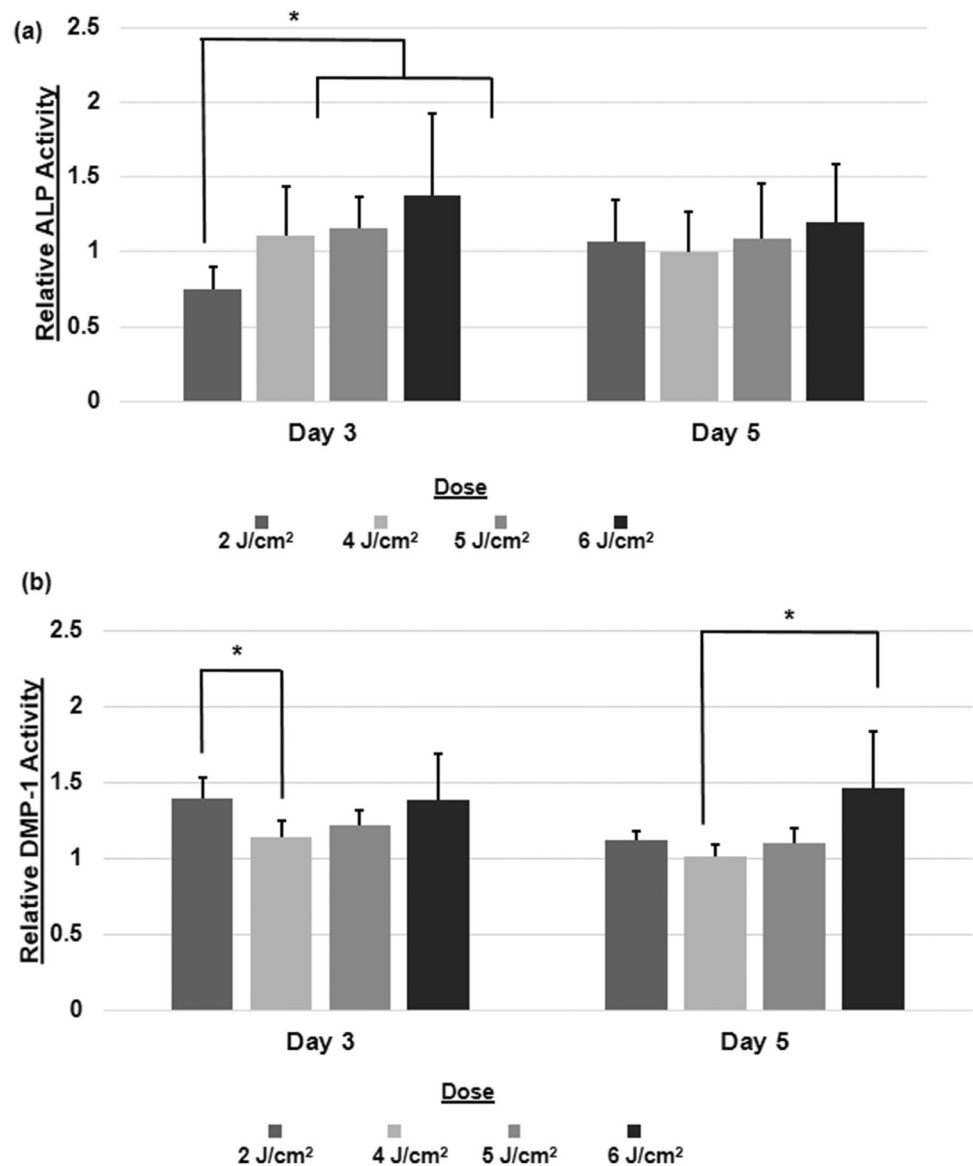 (a)
*
2.5
2
1.5
1
0.5
0
Relative ALP Activity
Day 3 Day 5
Dose
2 J/cm² 4 J/cm² 5 J/cm² 6 J/cm²
(b)
*
*
2.5
2
1.5
1
0.5
0
Relative DMP-1 Activity
Day 3 Day 5
Dose
2 J/cm² 4 J/cm² 5 J/cm² 6 J/cm²